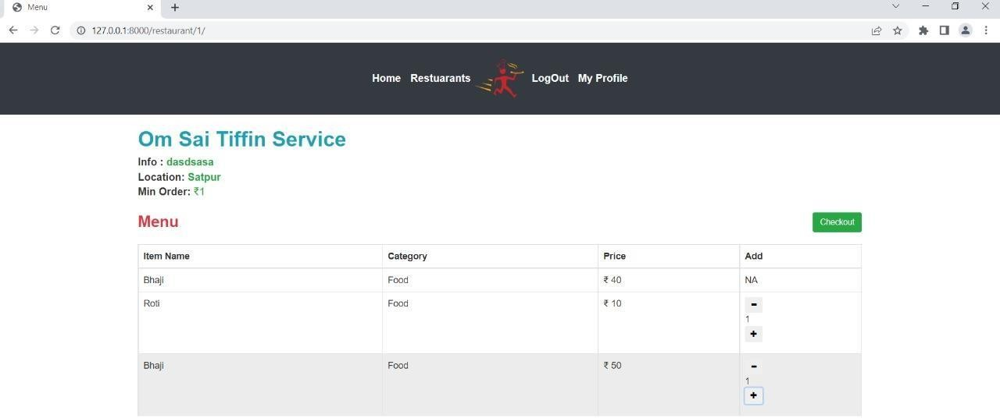 Menu
127.0.0.1:8000/restaurant/1/
Home Restuarants LogOut My Profile
Om Sai Tiffin Service
Info : dasdsasa
Location: Satpur
Min Order: ₹1
Menu Checkout
Item Name Category Price Add
Bhaji Food ₹ 40 NA
Roti Food ₹ 10 -
1
+
Bhaji Food ₹ 50 -
1
+